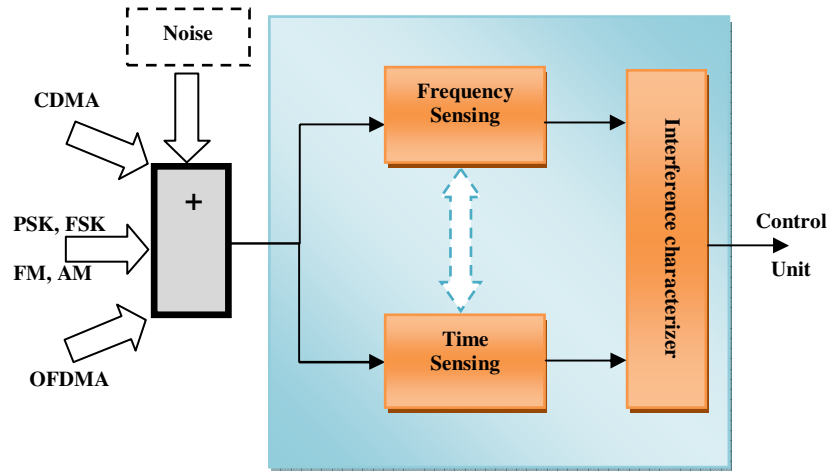 Noise
CDMA
+
PSK, FSK
FM, AM
OFDMA
Frequency
Sensing
Time
Sensing
Interference characterizer
Control
Unit